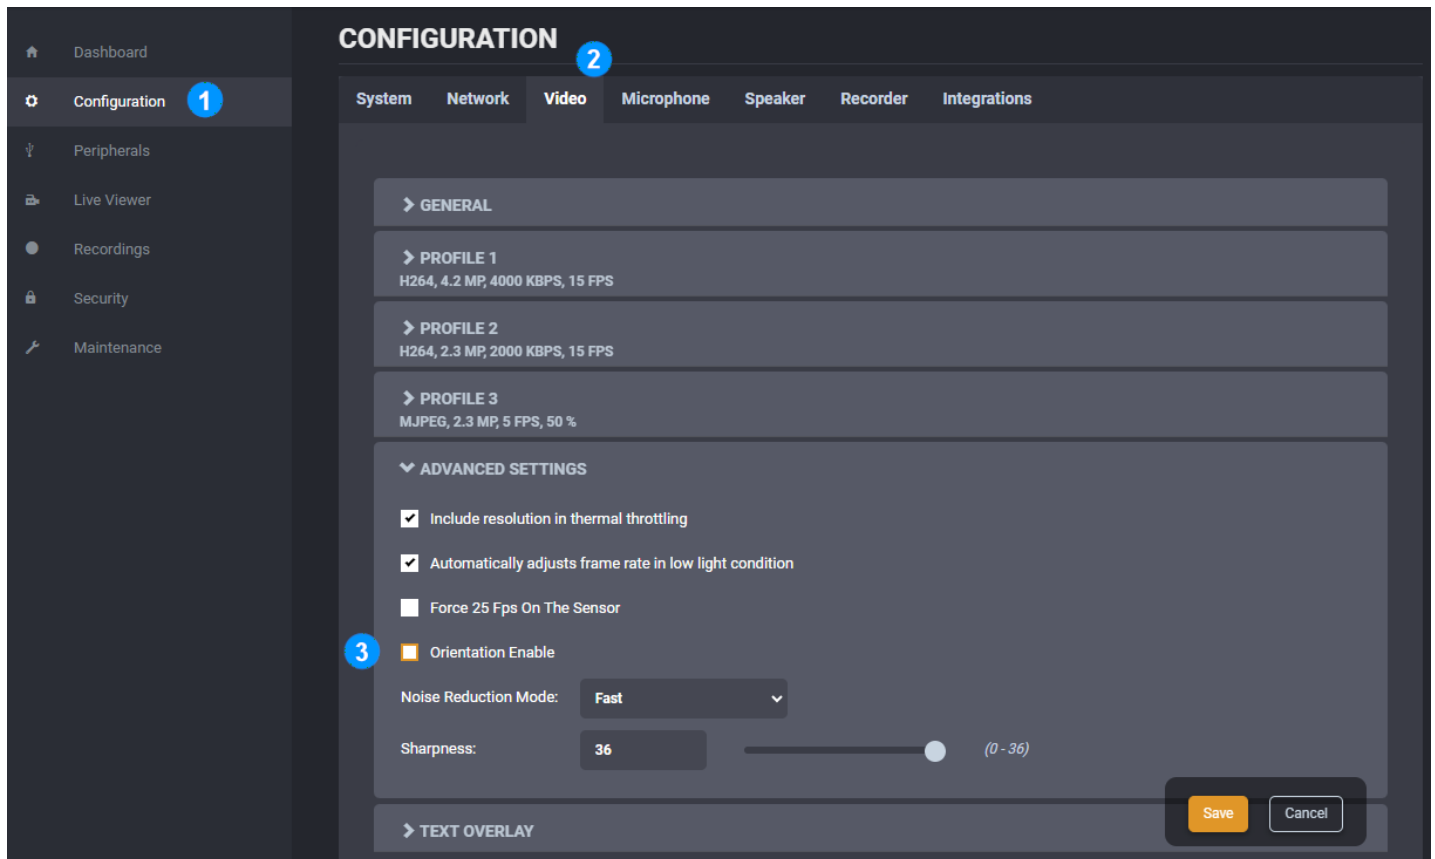 Dashboard
Configuration
1
Peripherals
Live Viewer
Recordings
Security
Maintenance
CONFIGURATION
2
System Network Video Microphone Speaker Recorder Integrations
GENERAL
PROFILE 1
H264, 4.2 MP, 4000 KBPS, 15 FPS
PROFILE 2
H264, 2.3 MP, 2000 KBPS, 15 FPS
PROFILE 3
MJPEG, 2.3 MP, 5 FPS, 50 %
ADVANCED SETTINGS
Include resolution in thermal throttling
Automatically adjusts frame rate in low light condition
Force 25 Fps On The Sensor
3 Orientation Enable
Noise Reduction Mode: Fast
Sharpness: 36 (0 - 36)
Save Cancel
TEXT OVERLAY